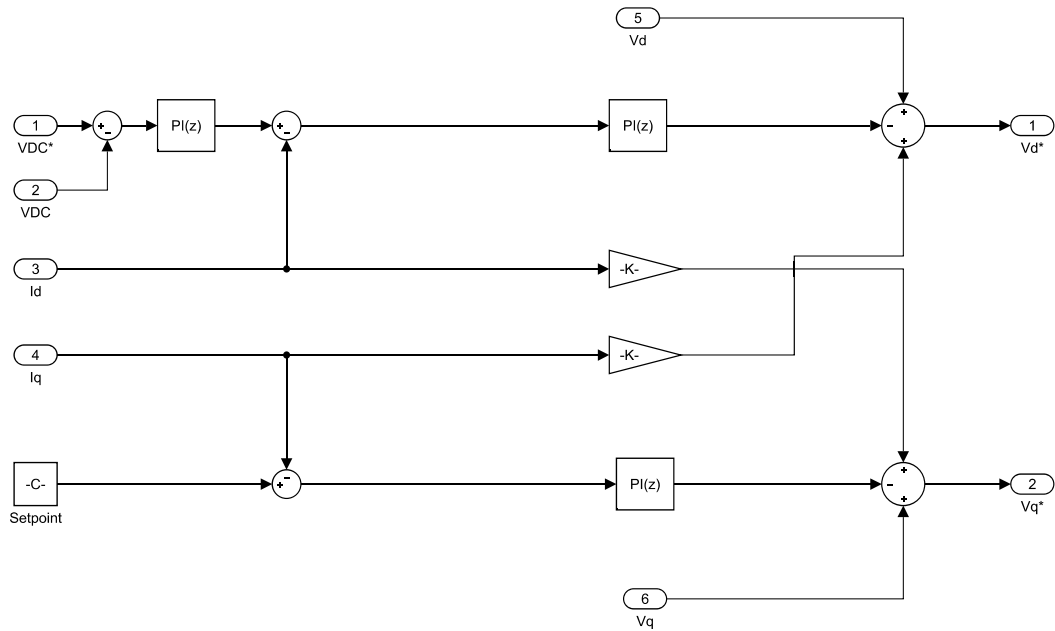 5
Vd
1
VDC*
+
-
PI(z)
+
-
PI(z)
+
-
+
1
Vd*
2
VDC
3
Id
-K-
4
Iq
-K-
-C-
Setpoint
-
+
PI(z)
+
-
+
2
Vq*
6
Vq